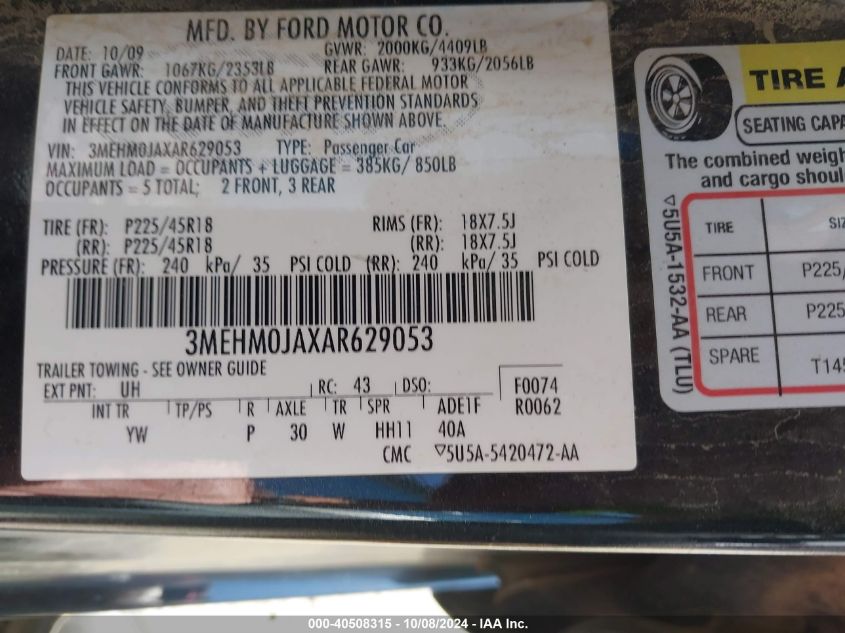 MFD. BY FORD MOTOR CO.
DATE: 10/09 GVWR: 2000KG/4409LB
FRONT GAWR: 1067KG/2353LB REAR GAWR: 933KG/2056LB
THIS VEHICLE CONFORMS TO ALL APPLICABLE FEDERAL MOTOR
VEHICLE SAFETY, BUMPER, AND THEFT PREVENTION STANDARDS
IN EFFECT ON THE DATE OF MANUFACTURE SHOWN ABOVE.
VIN: 3MEHM0JAXAR629053 TYPE: Passenger Car
MAXIMUM LOAD = OCCUPANTS + LUGGAGE = 385KG/ 850LB
OCCUPANTS = 5 TOTAL; 2 FRONT, 3 REAR
TIRE (FR): P225/45R18 RIMS (FR): 18X7.5J
(RR): P225/45R18 (RR): 18X7.5J
PRESSURE (FR): 240 kPa/ 35 PSI COLD (RR): 240 kPa/ 35 PSI COLD
3MEHM0JAXAR629053
TRAILER TOWING - SEE OWNER GUIDE
EXT PNT: UH RC: 43 DSO: F0074
INT TR TP/PS R AXLE TR SPR ADE1F R0062
YW P 30 W HH11 40A
CMC ▽5U5A-5420472-AA
TIRE A
SEATING CAPA
The combined weigh
and cargo shoul
▽5U5A-1532-AA (TLU)
TIRE SIZ
FRONT P225/
REAR P225
SPARE T145
000-40508315 - 10/08/2024 - IAA Inc.